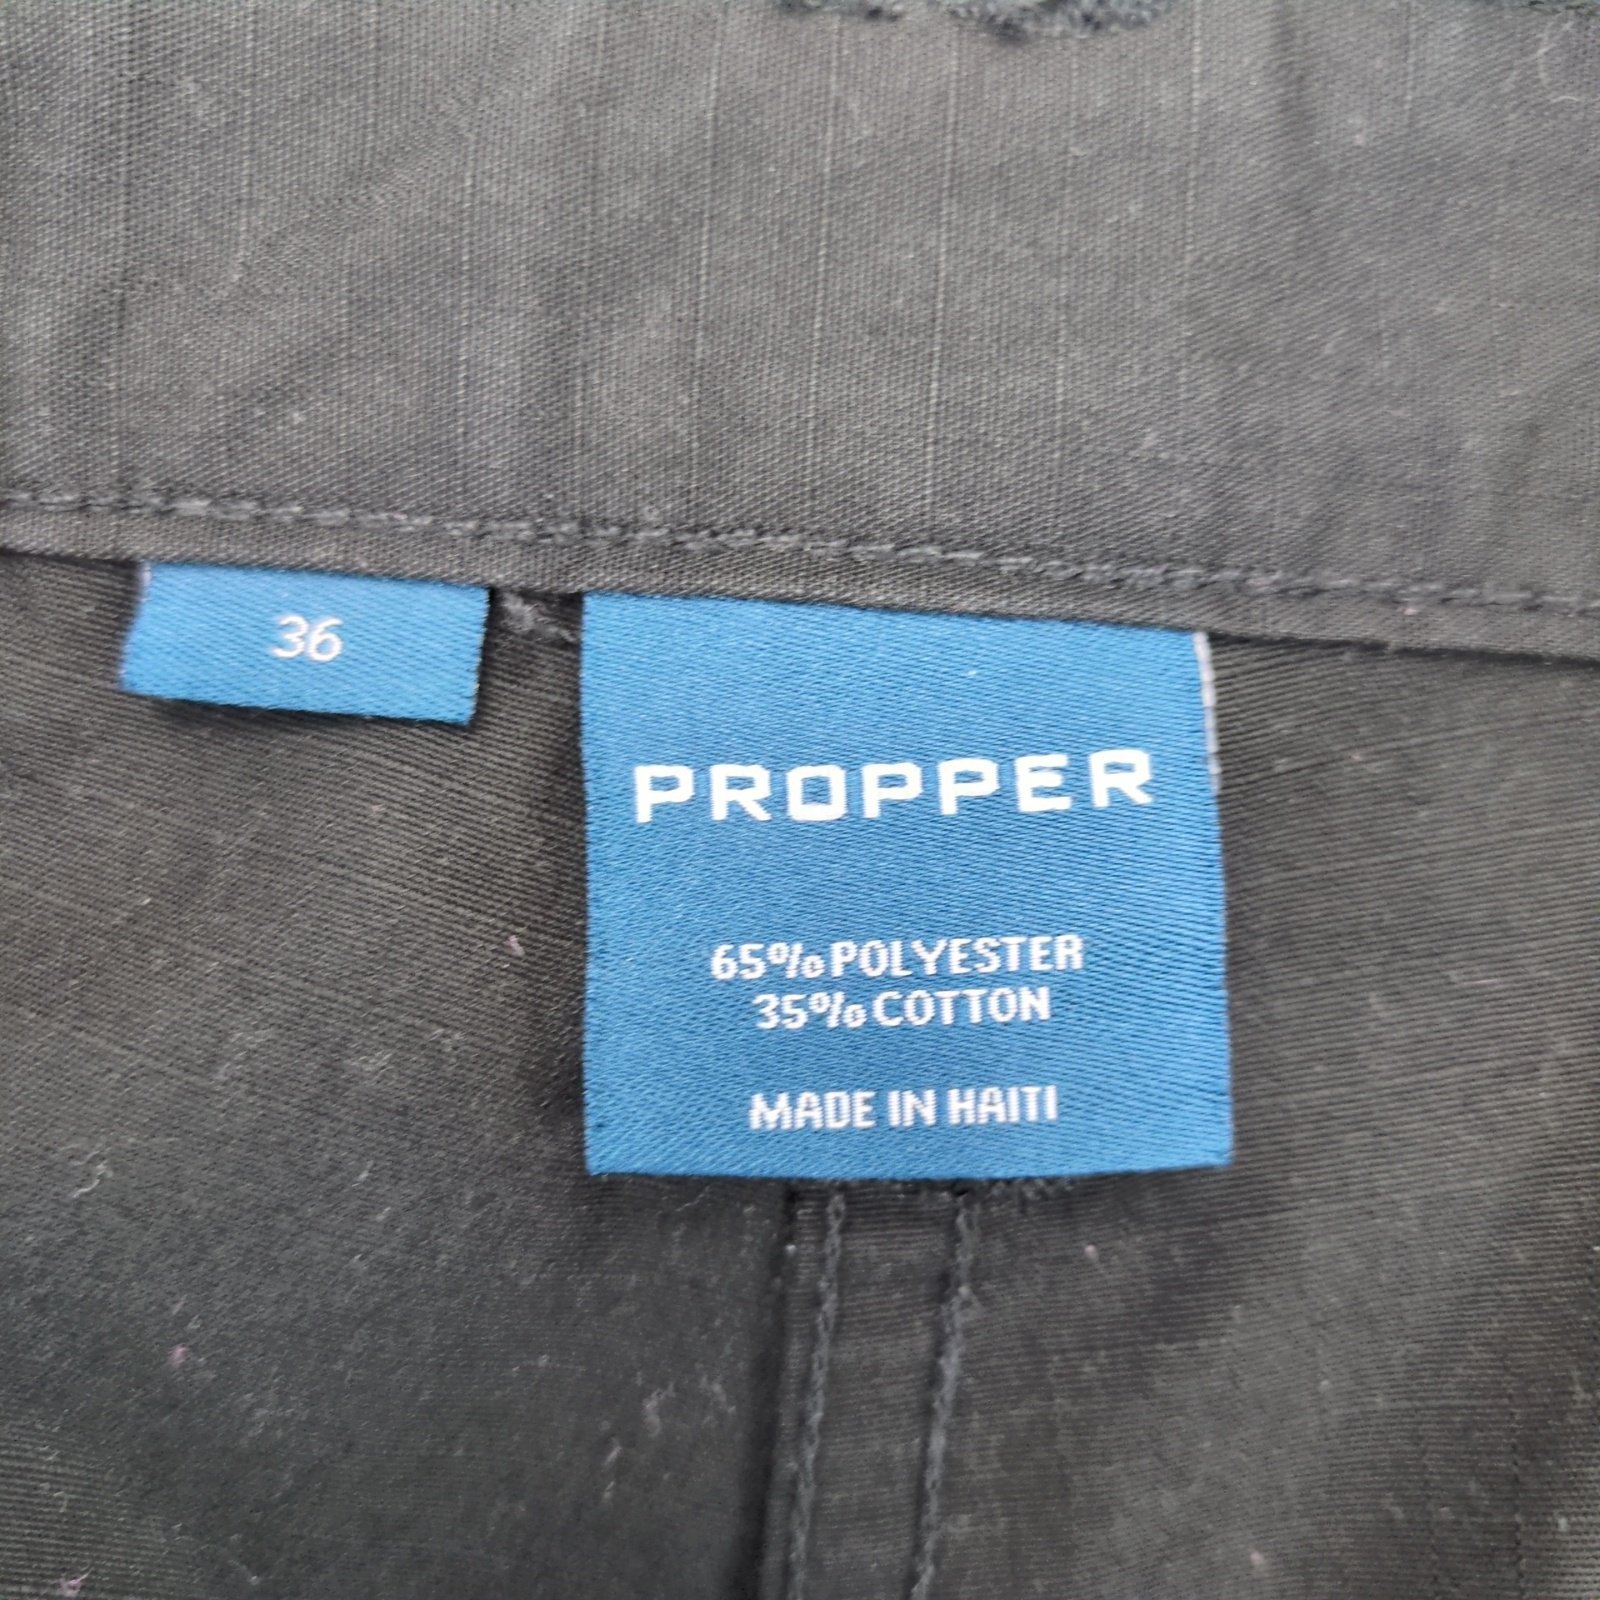 36
PROPPER
65% POLYESTER
35% COTTON
MADE IN HAITI